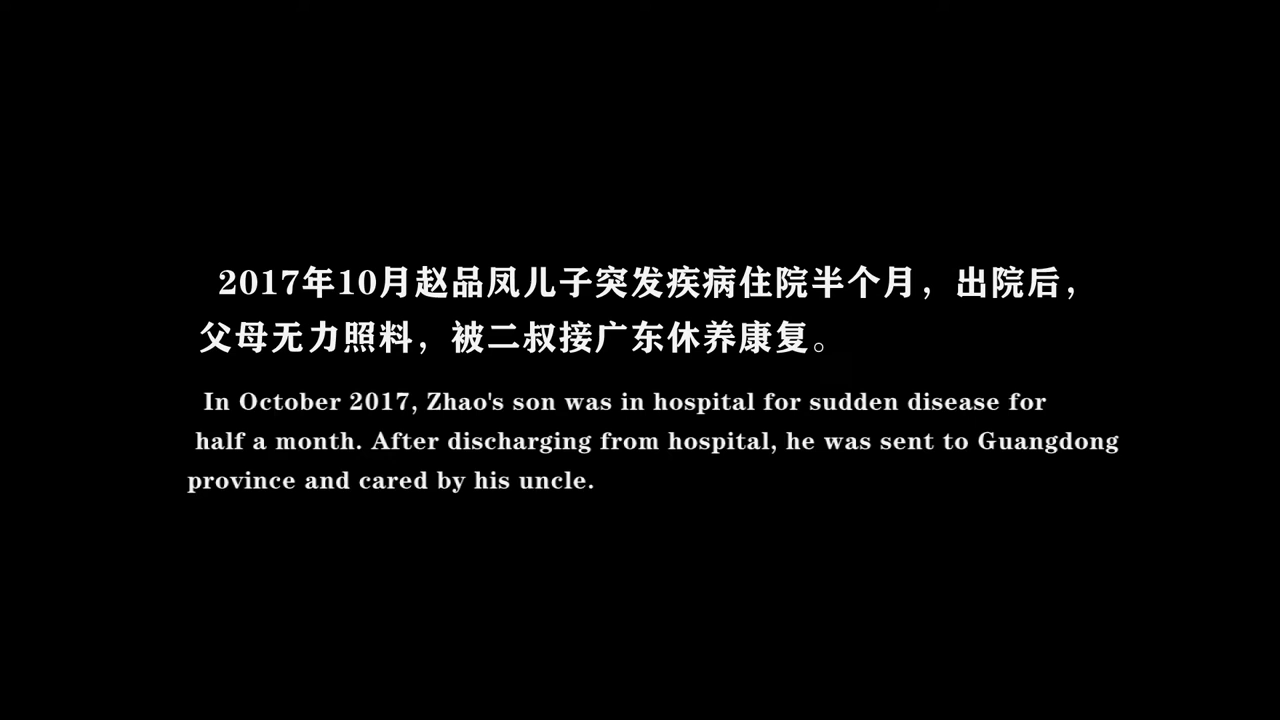 2017年10月赵品凤儿子突发疾病住院半个月，出院后，
父母无力照料，被二叔接广东休养康复。
In October 2017, Zhao's son was in hospital for sudden disease for
half a month. After discharging from hospital, he was sent to Guangdong
province and cared by his uncle.